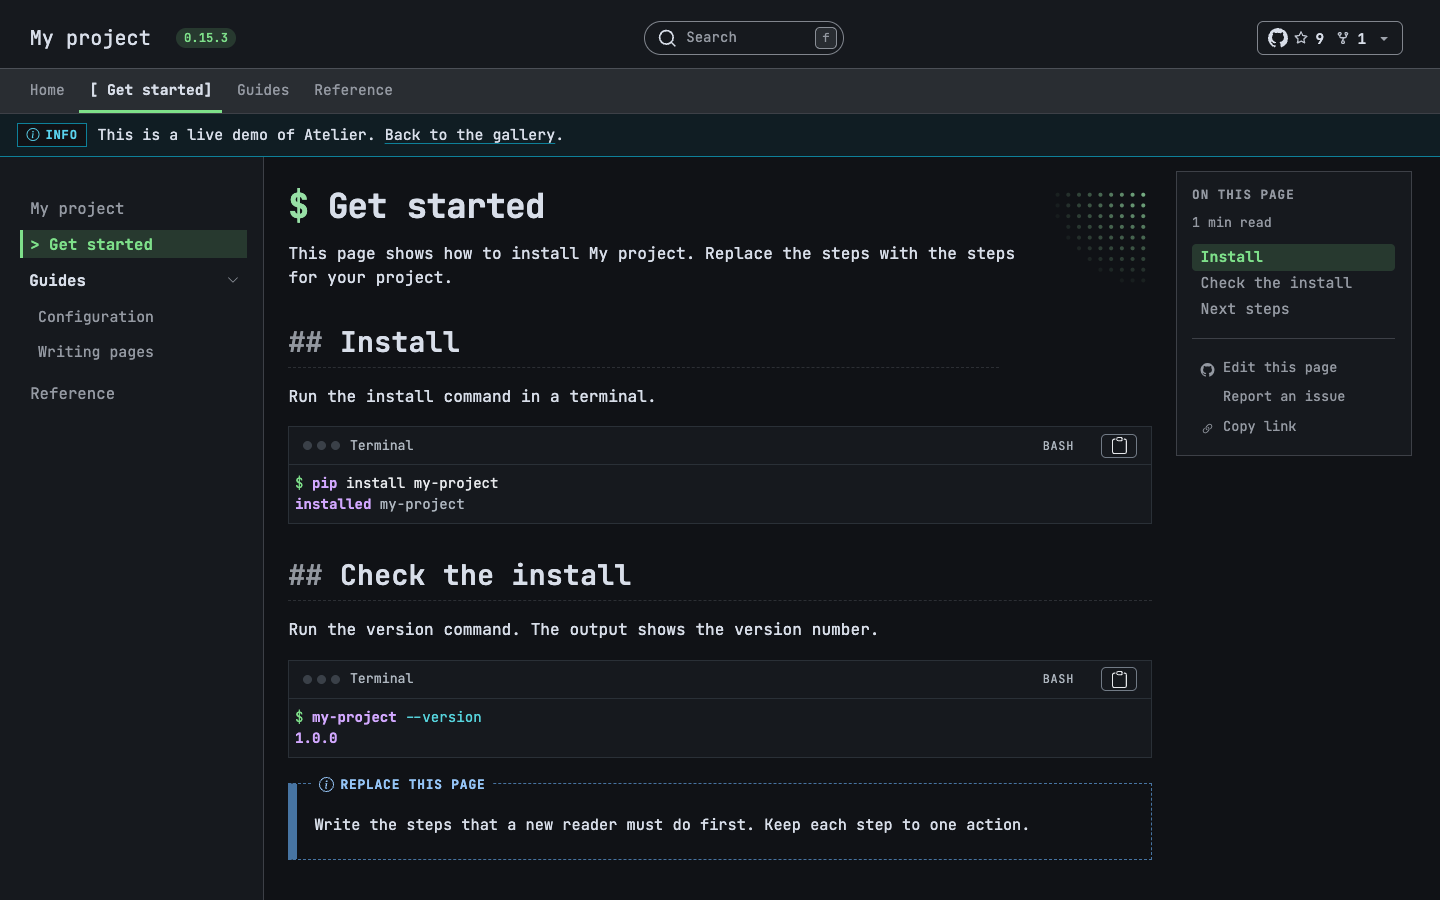 My project 0.15.3 Search f 9 1
Home [ Get started] Guides Reference
INFO This is a live demo of Atelier. Back to the gallery.
My project
> Get started
Guides
Configuration
Writing pages
Reference
$ Get started
This page shows how to install My project. Replace the steps with the steps
for your project.
## Install
Run the install command in a terminal.
Terminal BASH
$ pip install my-project
installed my-project
## Check the install
Run the version command. The output shows the version number.
Terminal BASH
$ my-project --version
1.0.0
REPLACE THIS PAGE
Write the steps that a new reader must do first. Keep each step to one action.
ON THIS PAGE
1 min read
Install
Check the install
Next steps
Edit this page
Report an issue
Copy link